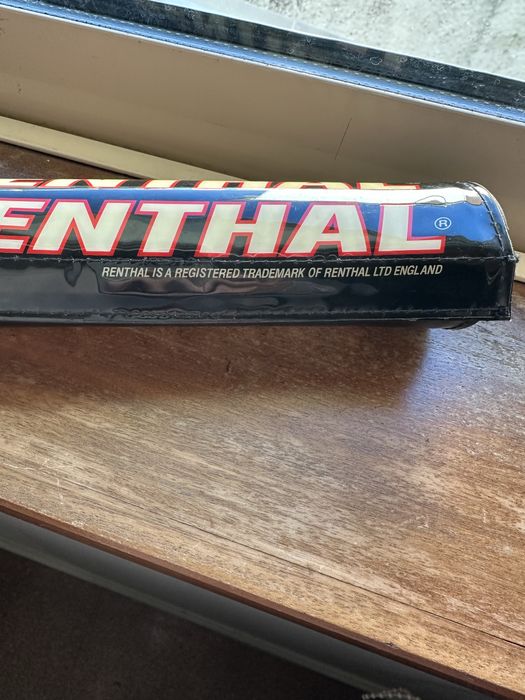 ENTHAL®
RENTHAL IS A REGISTERED TRADEMARK OF RENTHAL LTD ENGLAND